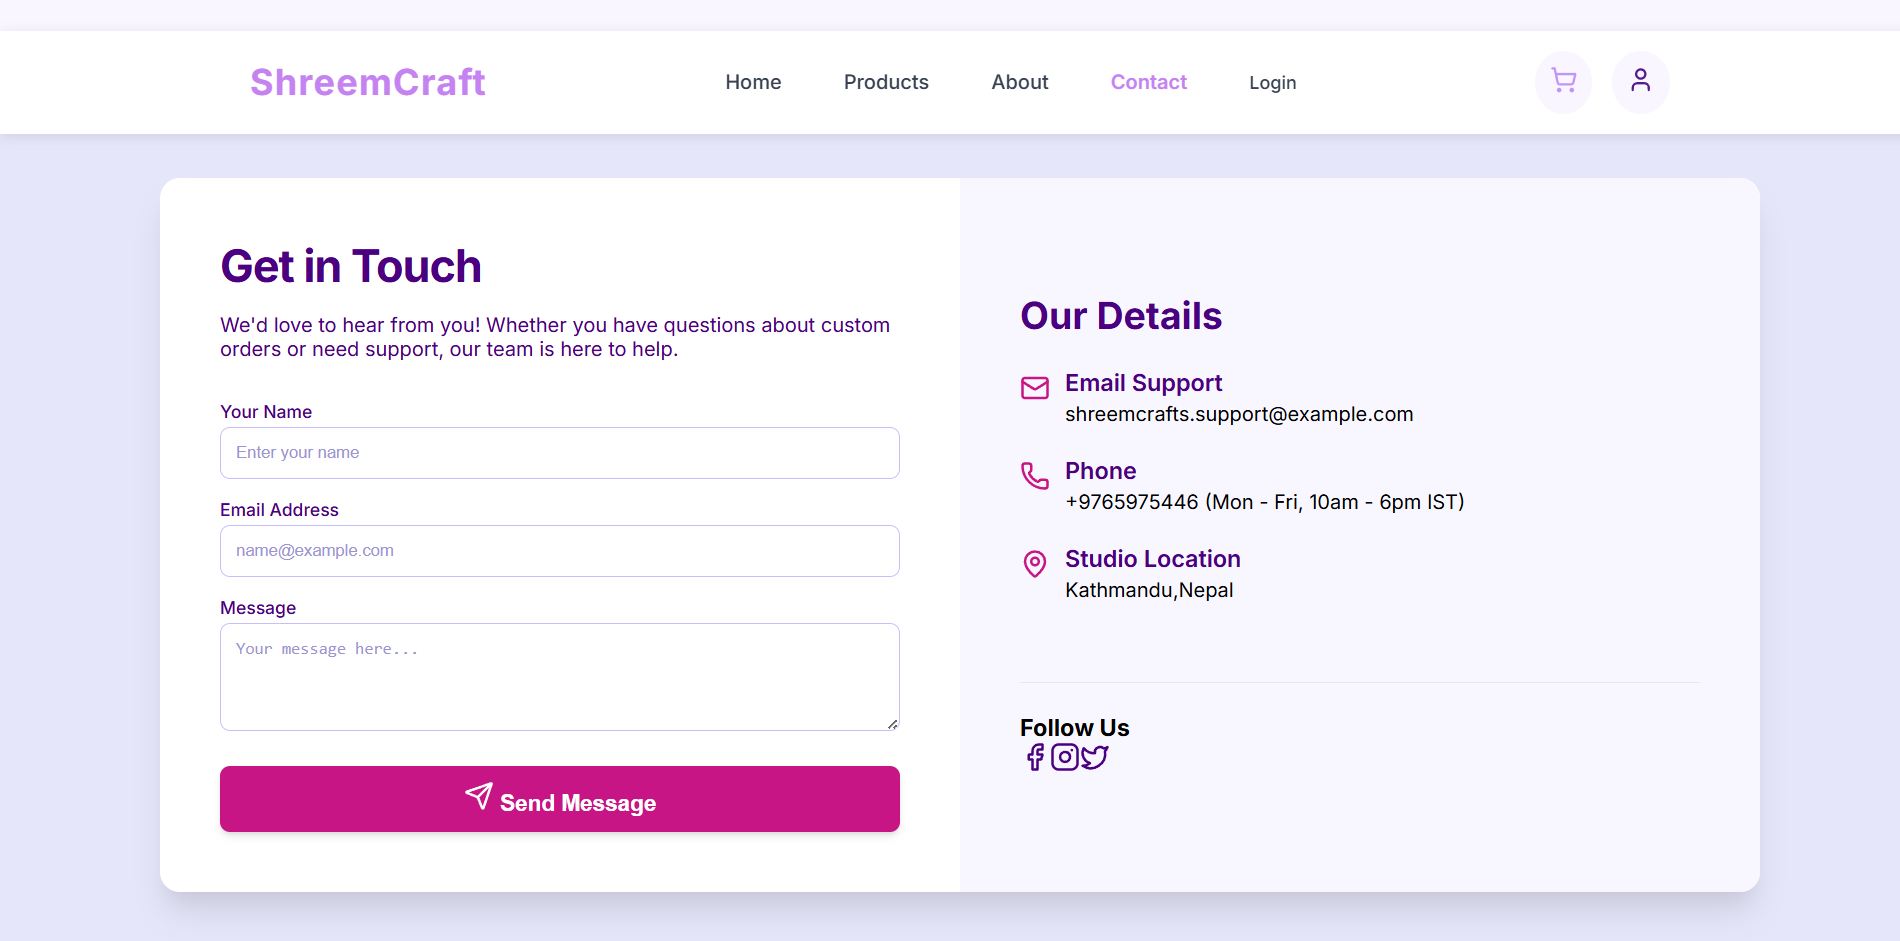 ShreemCraft
Home
Products
About
Contact
Login
Get in Touch
We'd love to hear from you! Whether you have questions about custom
orders or need support, our team is here to help.
Your Name
Enter your name
Email Address
name@example.com
Message
Your message here...
Send Message
Our Details
Email Support
shreemcrafts.support@example.com
Phone
+9765975446 (Mon - Fri, 10am - 6pm IST)
Studio Location
Kathmandu,Nepal
Follow Us